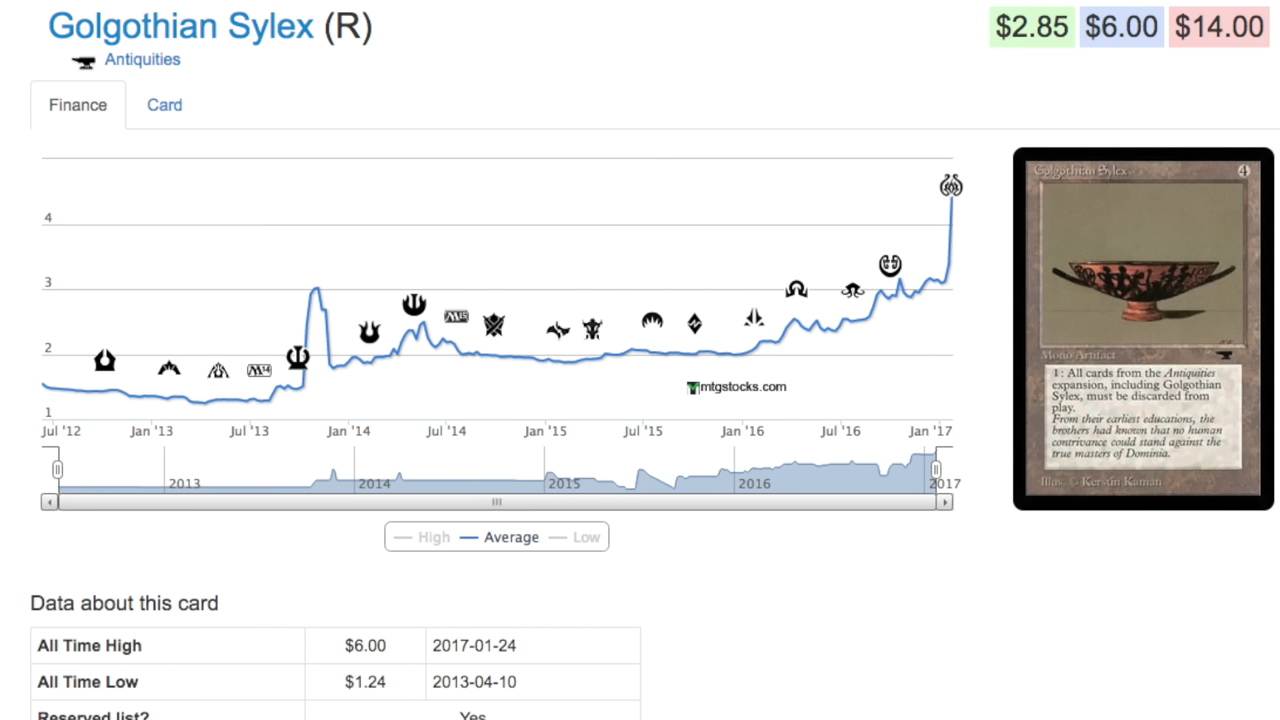 Golgothian Sylex (R)
$2.85 $6.00 $14.00
Antiquities
Finance Card
4
3
2
1
M15
M14
mtgstocks.com
Jul '12 Jan '13 Jul '13 Jan '14 Jul '14 Jan '15 Jul '15 Jan '16 Jul '16 Jan '17
2013 2014 2015 2016 2017
High Average Low
Golgothian Sylex 4
Mono Artifact
1: All cards from the Antiquities
expansion, including Golgothian
Sylex, must be discarded from
play.
From their earliest educations, the
brothers had known that no human
contrivance could stand against the
true masters of Dominia.
Illus. © Kerstin Kaman
Data about this card
All Time High $6.00 2017-01-24
All Time Low $1.24 2013-04-10
Reserved list? Yes